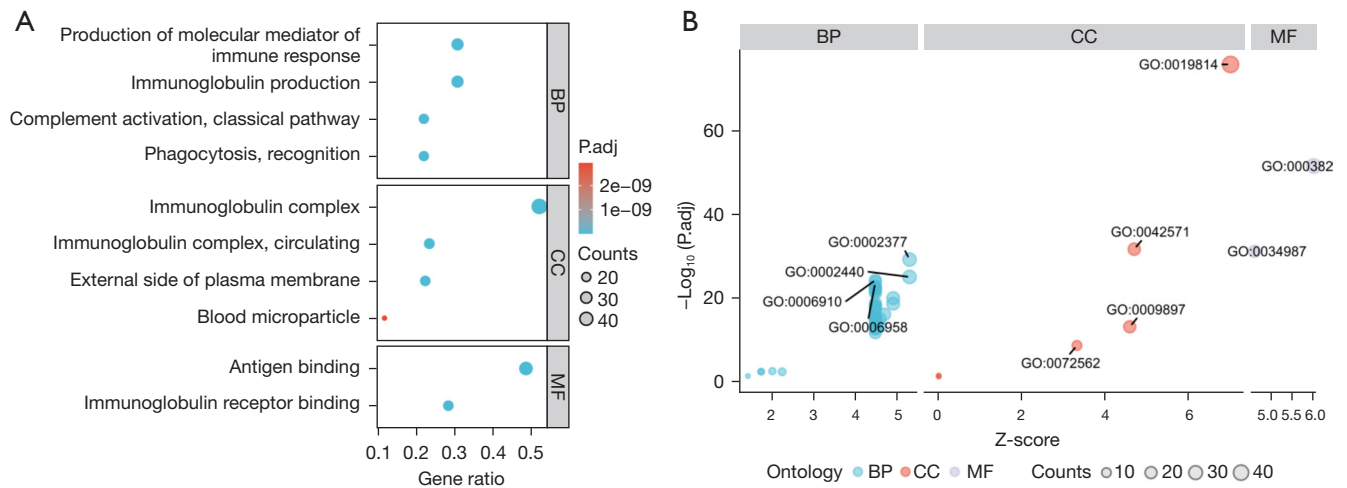 A
Production of molecular mediator of
immune response
Immunoglobulin production
Complement activation, classical pathway
Phagocytosis, recognition
BP
Immunoglobulin complex
Immunoglobulin complex, circulating
External side of plasma membrane
Blood microparticle
CC
Antigen binding
Immunoglobulin receptor binding
MF
0.1 0.2 0.3 0.4 0.5
Gene ratio
P.adj
2e−09
1e−09
Counts
20
30
40
B
BP CC MF
GO:0019814
60
GO:000382
40
GO:0042571
GO:0002377
GO:0034987
GO:0002440
20
GO:0006910
GO:0009897
GO:0006958
GO:0072562
0
−Log10 (P.adj)
2 3 4 5 0 2 4 6 5.0 5.5 6.0
Z-score
Ontology BP CC MF Counts 10 20 30 40